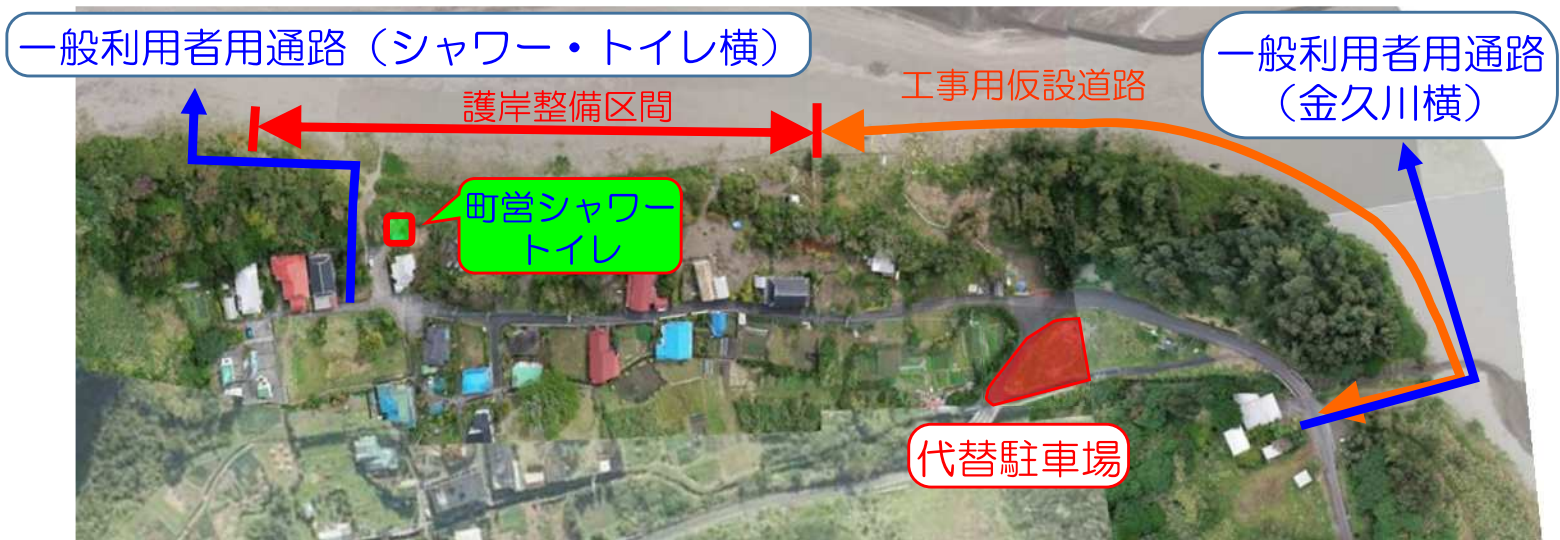 一般利用者用通路（シャワー・トイレ横）
護岸整備区間
工事用仮設道路
一般利用者用通路
（金久川横）
町営シャワー
トイレ
代替駐車場